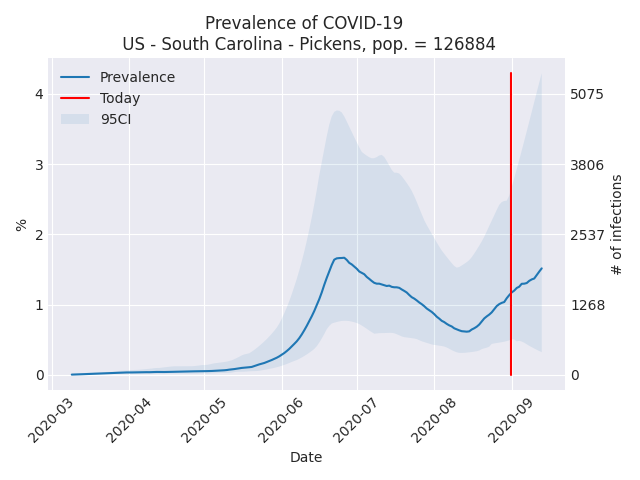 Prevalence of COVID-19
US - South Carolina - Pickens, pop. = 126884
Prevalence
Today
95CI
4
3
2
1
0
%
5075
3806
2537
1268
0
# of infections
2020-03
2020-04
2020-05
2020-06
2020-07
2020-08
2020-09
Date